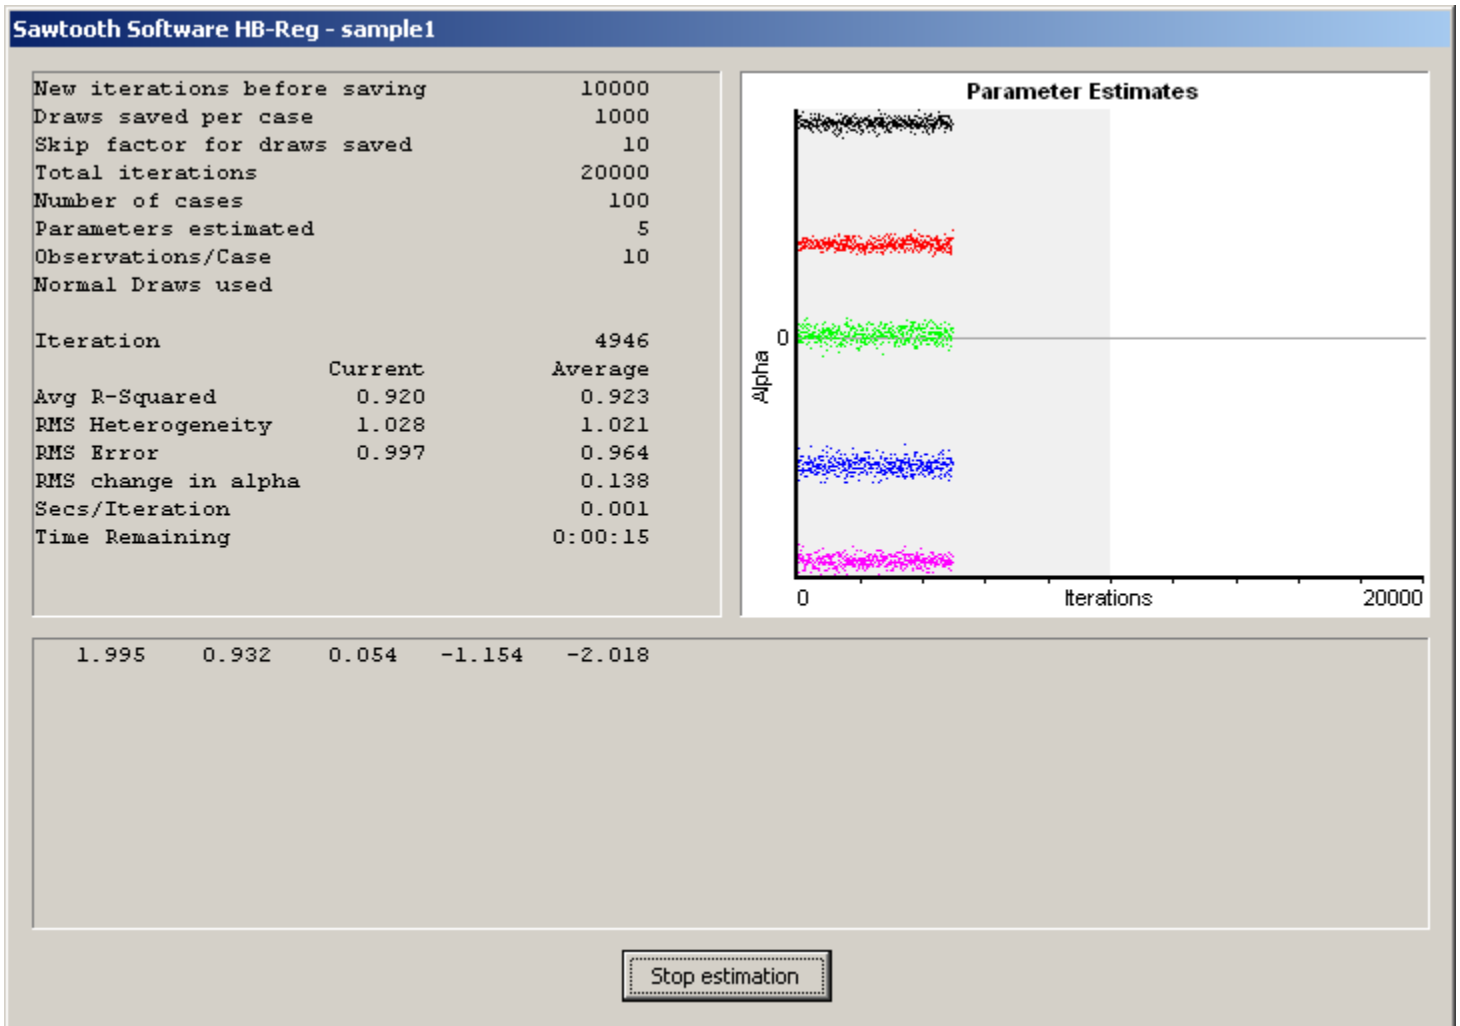 Sawtooth Software HB-Reg - sample1
New iterations before saving 10000
Draws saved per case 1000
Skip factor for draws saved 10
Total iterations 20000
Number of cases 100
Parameters estimated 5
Observations/Case 10
Normal Draws used
Iteration 4946
Current Average
Avg R-Squared 0.920 0.923
RMS Heterogeneity 1.028 1.021
RMS Error 0.997 0.964
RMS change in alpha 0.138
Secs/Iteration 0.001
Time Remaining 0:00:15
Parameter Estimates
0
Alpha
0 Iterations 20000
1.995 0.932 0.054 -1.154 -2.018
Stop estimation